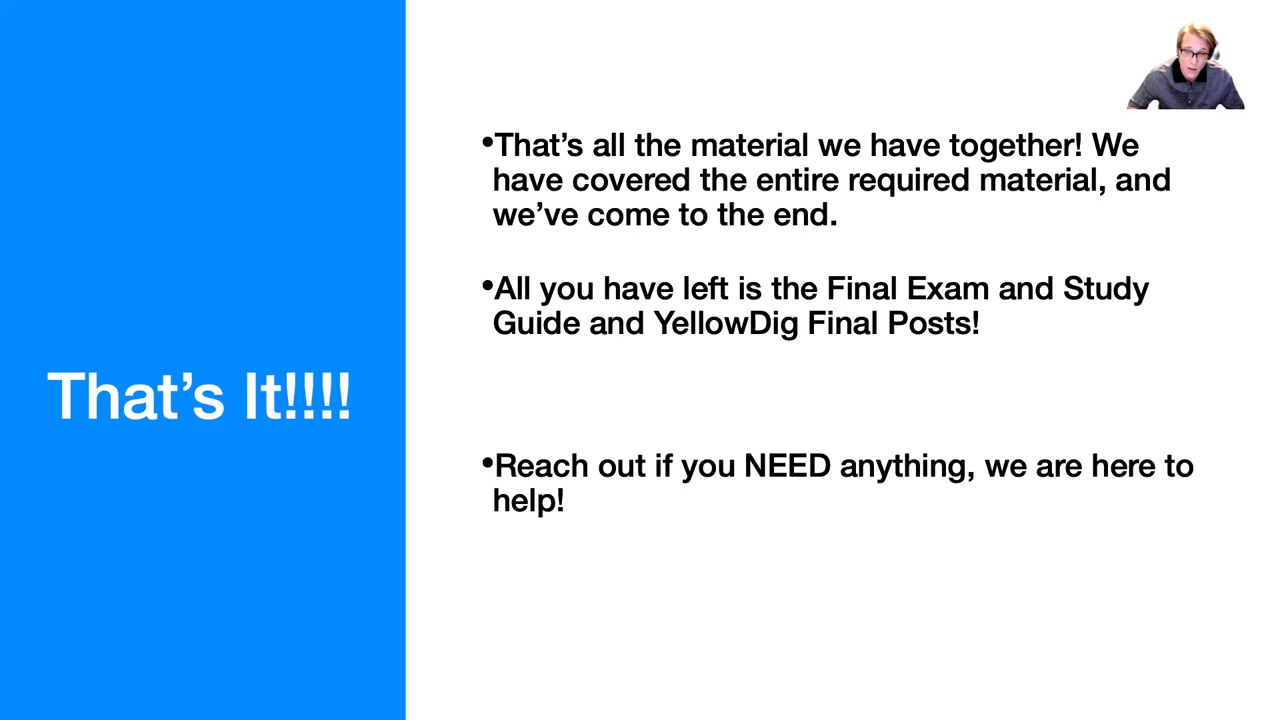 That’s It!!!!
•That’s all the material we have together! We
have covered the entire required material, and
we’ve come to the end.
•All you have left is the Final Exam and Study
Guide and YellowDig Final Posts!
•Reach out if you NEED anything, we are here to
help!